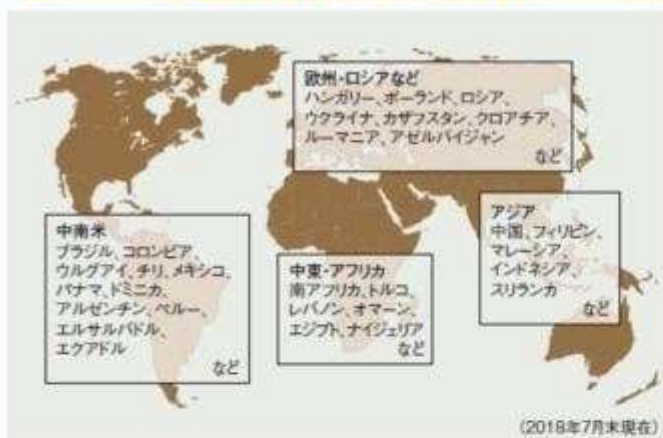 欧州・ロシアなど
ハンガリー、ポーランド、ロシア、
ウクライナ、カザフスタン、クロアチア、
ルーマニア、アゼルバイジャン
など
中南米
ブラジル、コロンビア、
ウルグアイ、チリ、メキシコ、
パナマ、ドミニカ、
アルゼンチン、ペルー、
エルサルバドル、
エクアドル
など
中東・アフリカ
南アフリカ、トルコ、
レバノン、オマーン、
エジプト、ナイジェリア
など
アジア
中国、フィリピン、
マレーシア、
インドネシア、
スリランカ
など
(2018年7月末現在)